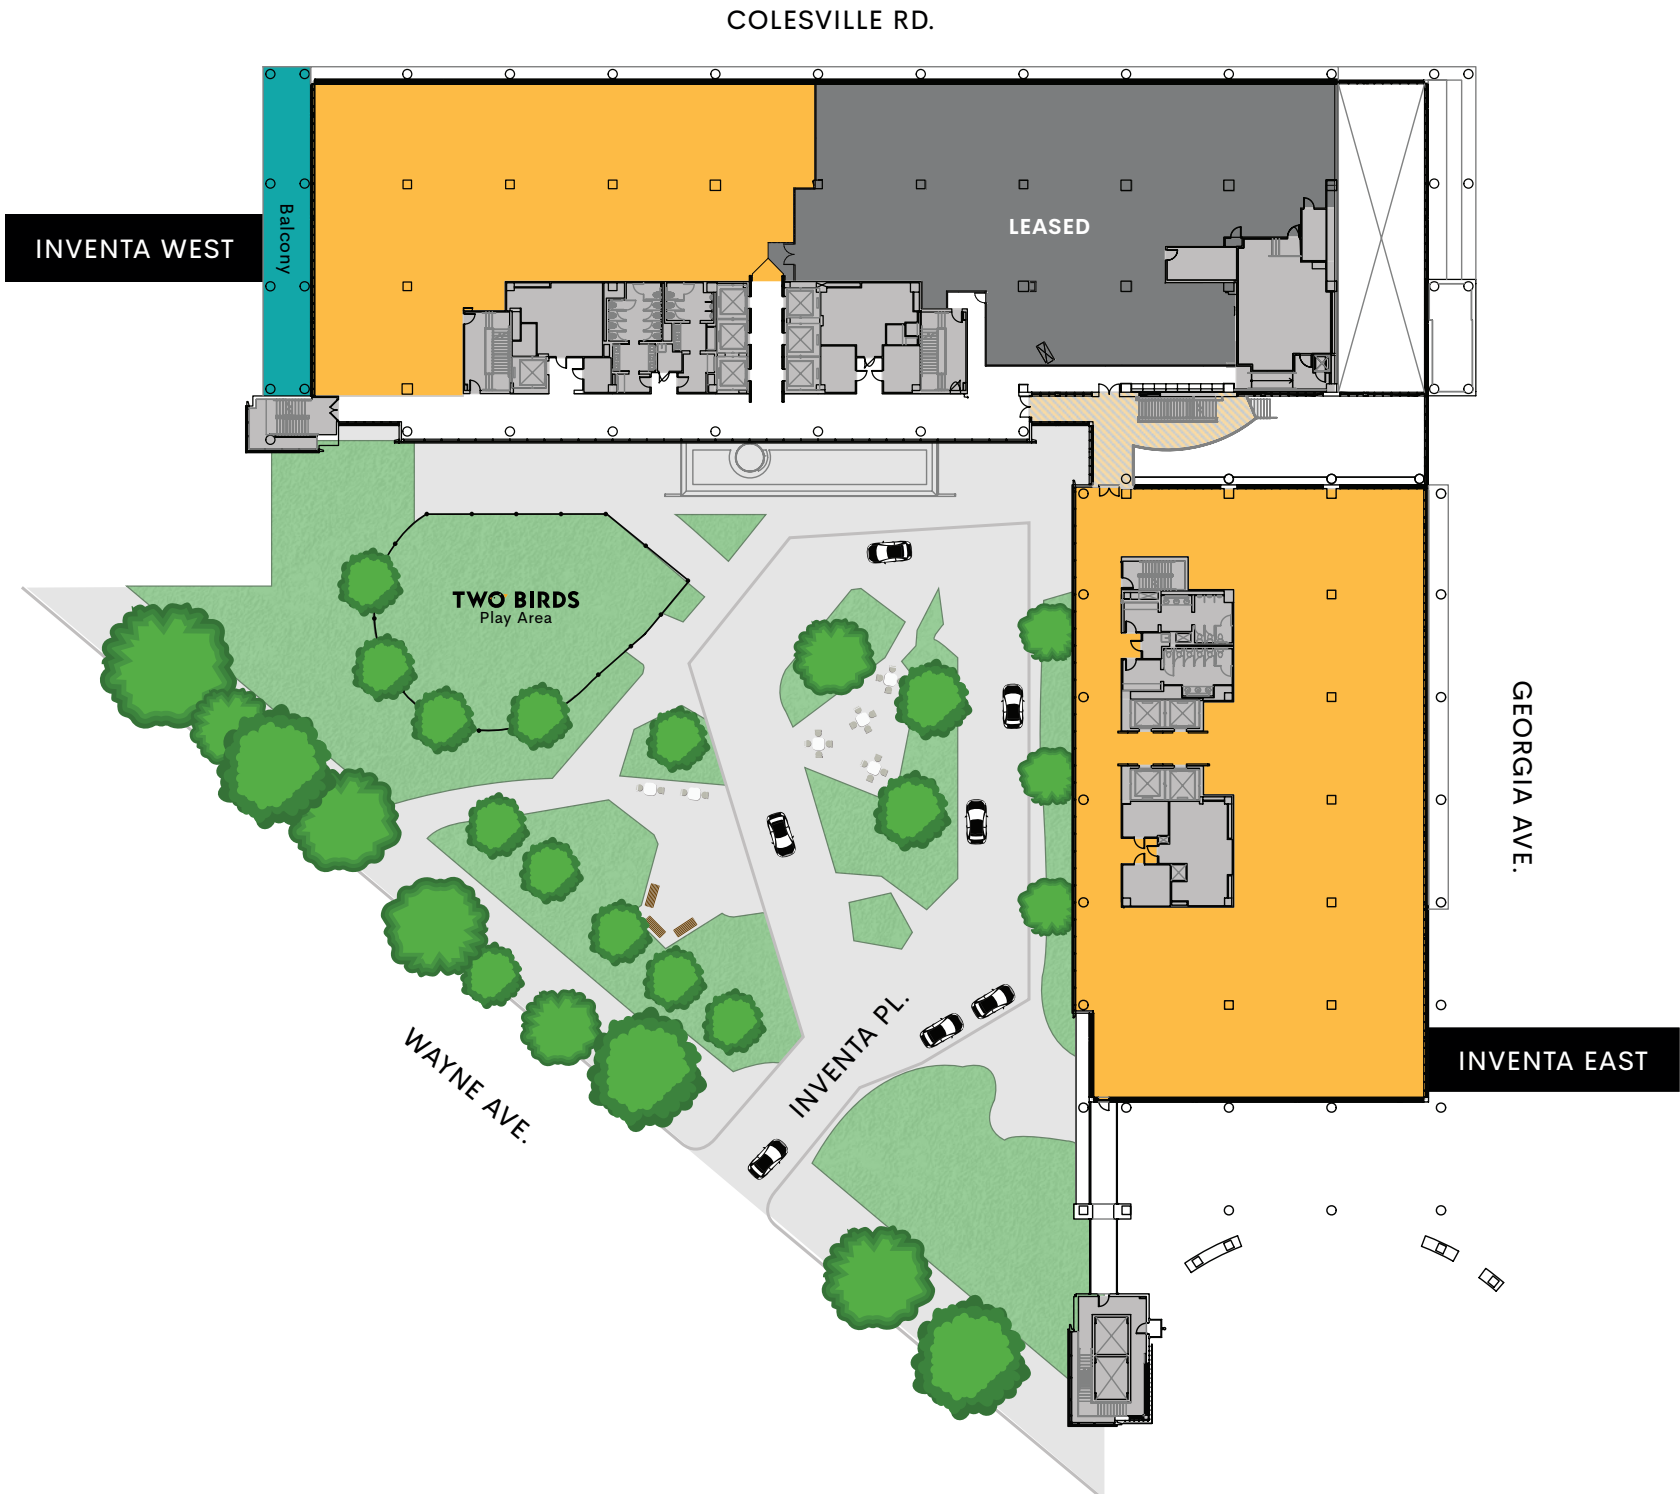 COLESVILLE RD.
INVENTA WEST
Balcony
LEASED
TWO BIRDS
Play Area
GEORGIA AVE.
INVENTA PL.
WAYNE AVE.
INVENTA EAST